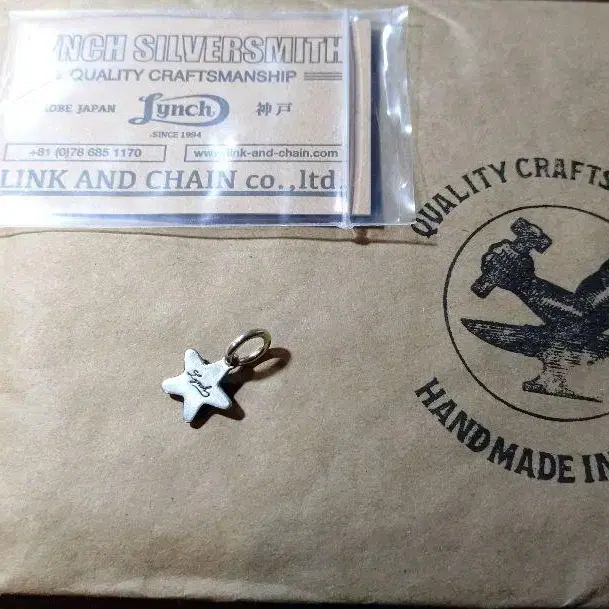 NCH SILVERSMITH
QUALITY CRAFTSMANSHIP
OBE JAPAN Lynch 神戸
.SINCE 1994
+81 (0)78 685 1170 www.link-and-chain.com
LINK AND CHAIN co.,ltd.
QUALITY CRAFTS
HANDMADE IN
Lynch